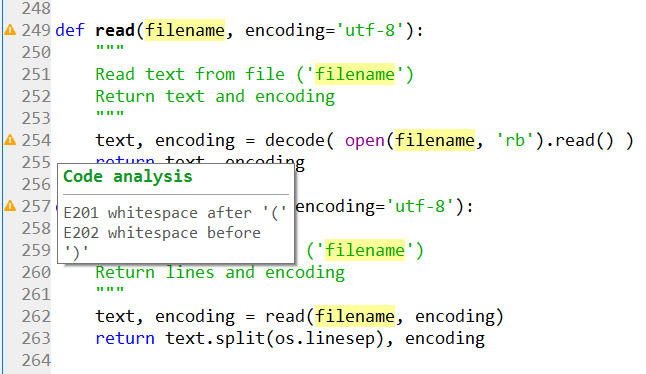 248
249 def read(filename, encoding='utf-8'):
250 """
251 Read text from file ('filename')
252 Return text and encoding
253 """
254 text, encoding = decode( open(filename, 'rb').read() )
255 return text, encoding
256
Code analysis
E201 whitespace after '('
E202 whitespace before
')'
257 encoding='utf-8'):
258
259 ('filename')
260 Return lines and encoding
261 """
262 text, encoding = read(filename, encoding)
263 return text.split(os.linesep), encoding
264